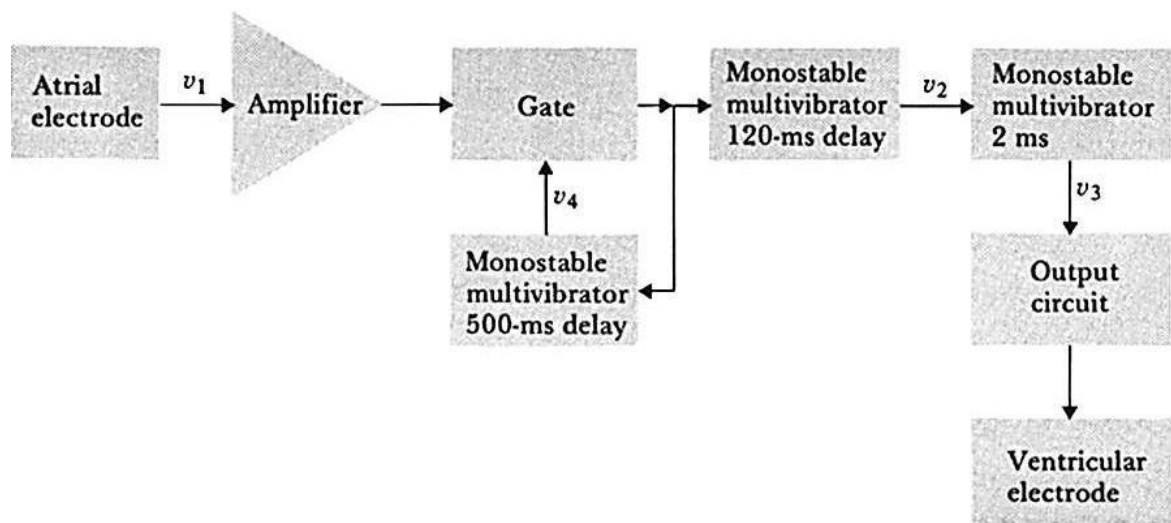 Atrial
electrode
v1
Amplifier
Gate
Monostable
multivibrator
120-ms delay
v2
Monostable
multivibrator
2 ms
v4
v3
Monostable
multivibrator
500-ms delay
Output
circuit
Ventricular
electrode